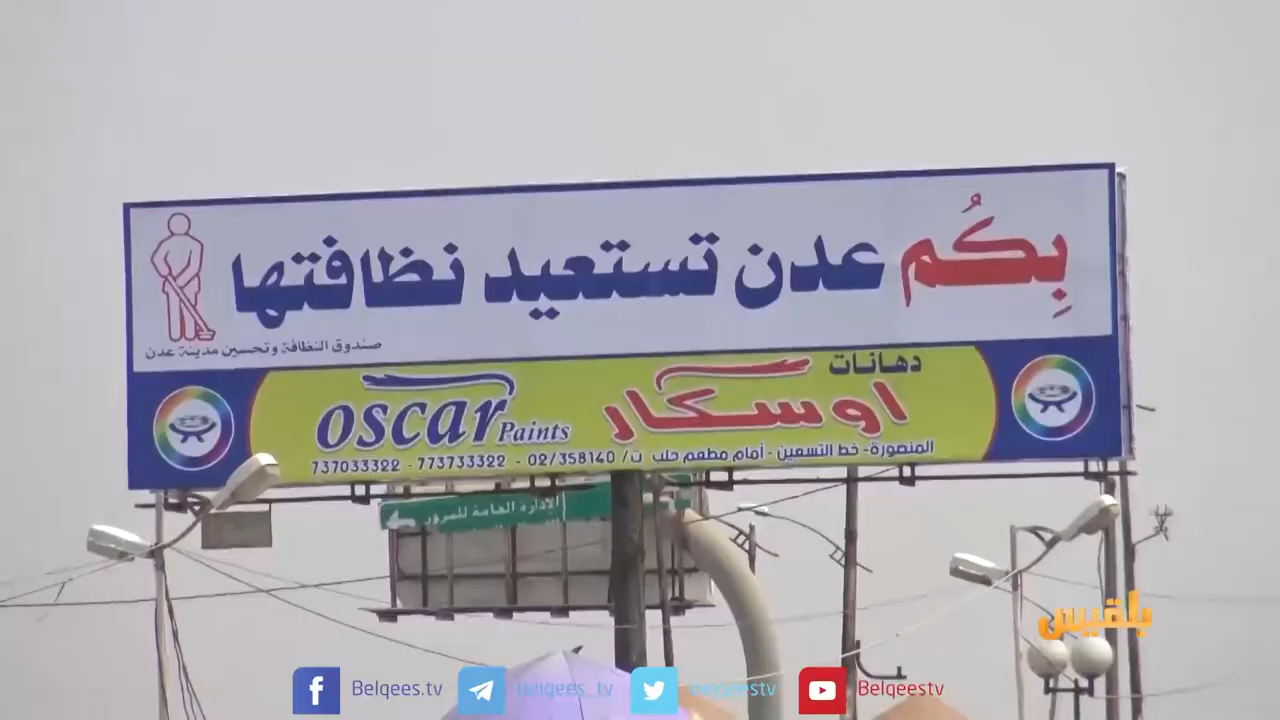 بِكُم عدن تستعيد نظافتها
صندوق النظافة وتحسين مدينة عدن
دهانات
اوسكار
oscar Paints
المنصورة- خط التسعين - أمام مطعم حلب ت/ 02/358140 - 773733322 - 737033322
الإدارة العامة للمرور
بلقيس
Belqees.tv
Belqees_tv
Belqeestv
Belqeestv